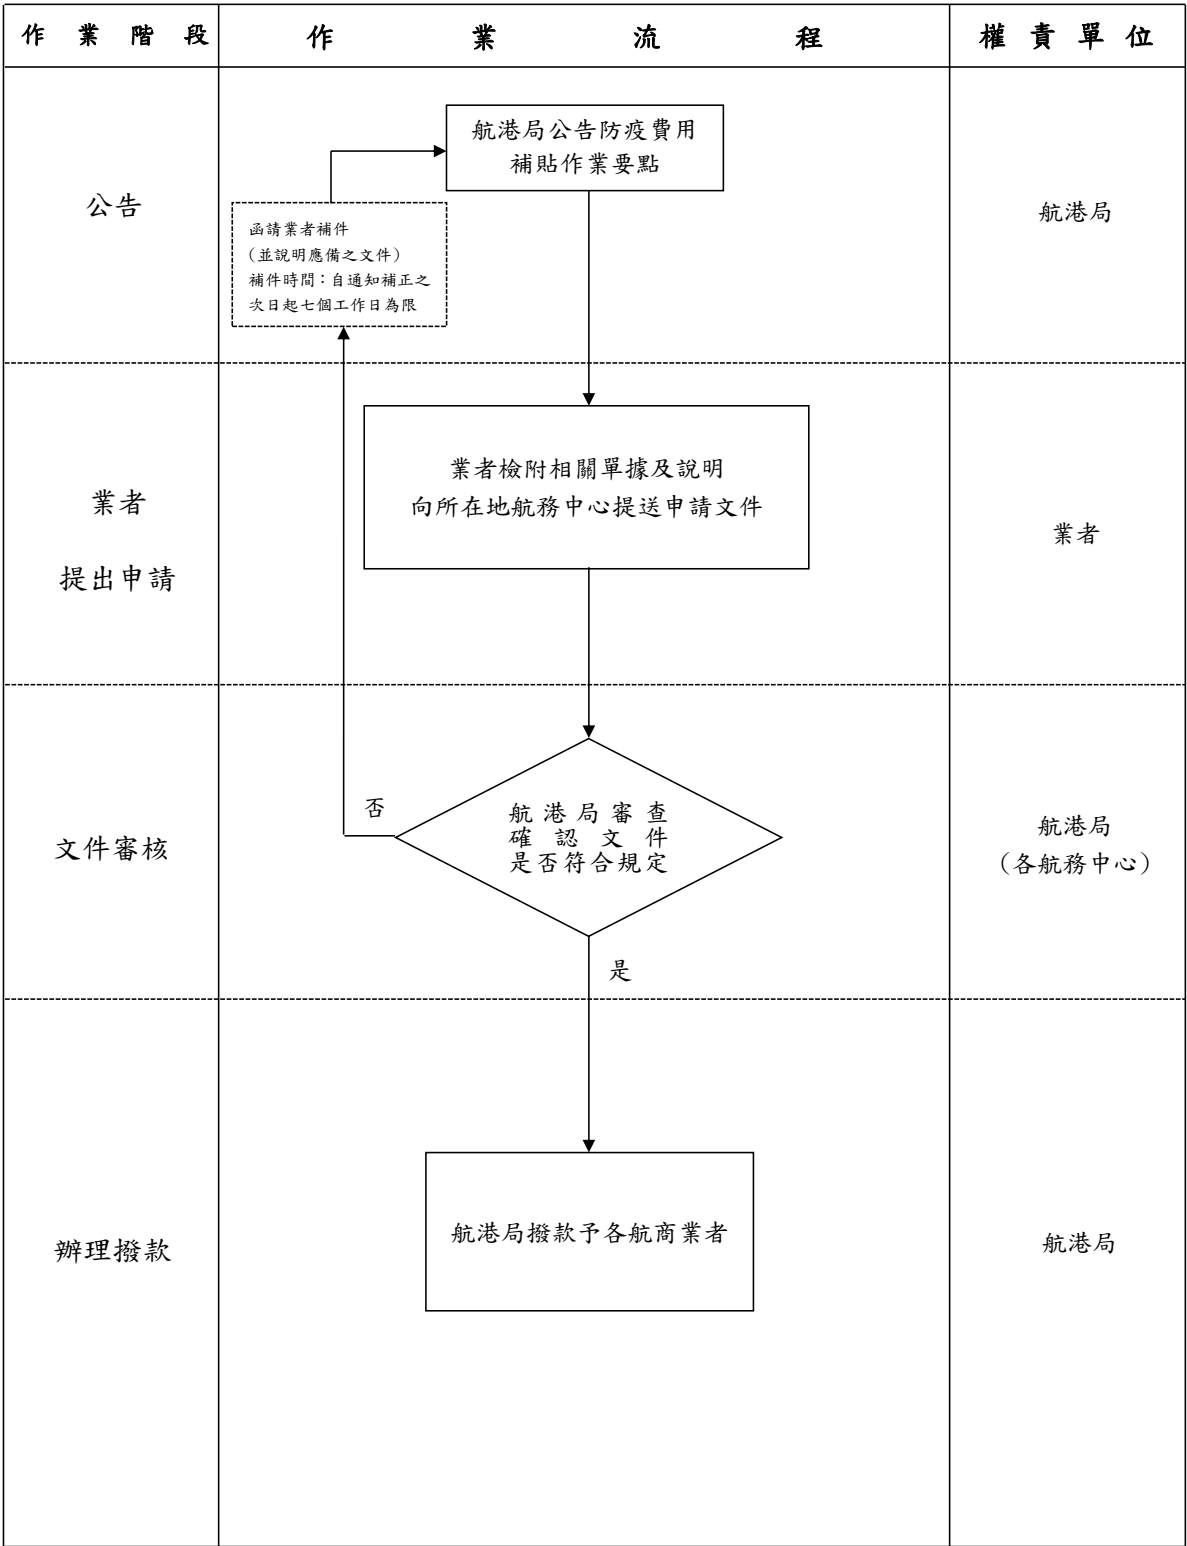 作業階段
作業流程
權責單位
公告
航港局公告防疫費用
補貼作業要點
函請業者補件
(並說明應備之文件)
補件時間：自通知補正之
次日起七個工作日為限
航港局
業者
提出申請
業者檢附相關單據及說明
向所在地航務中心提送申請文件
業者
文件審核
否
航港局審查
確認文件
是否符合規定
是
航港局
(各航務中心)
辦理撥款
航港局撥款予各航商業者
航港局